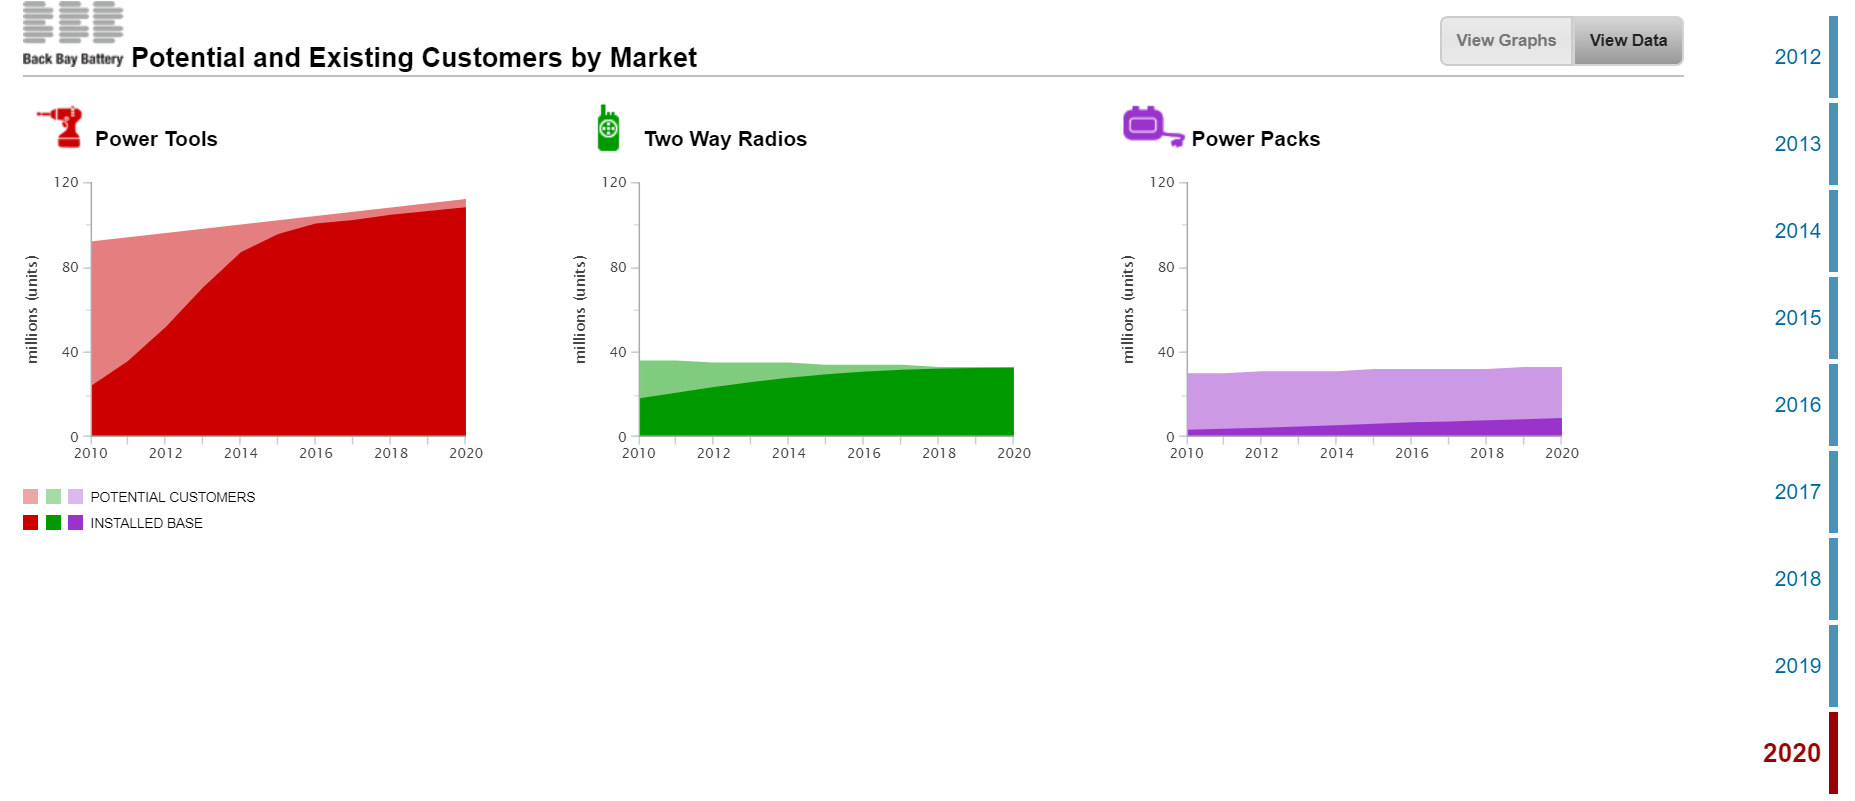 Back Bay Battery
Potential and Existing Customers by Market
View Graphs
View Data
Power Tools
120
80
40
0
millions (units)
2010 2012 2014 2016 2018 2020
Two Way Radios
120
80
40
0
millions (units)
2010 2012 2014 2016 2018 2020
Power Packs
120
80
40
0
millions (units)
2010 2012 2014 2016 2018 2020
POTENTIAL CUSTOMERS
INSTALLED BASE
2012
2013
2014
2015
2016
2017
2018
2019
2020